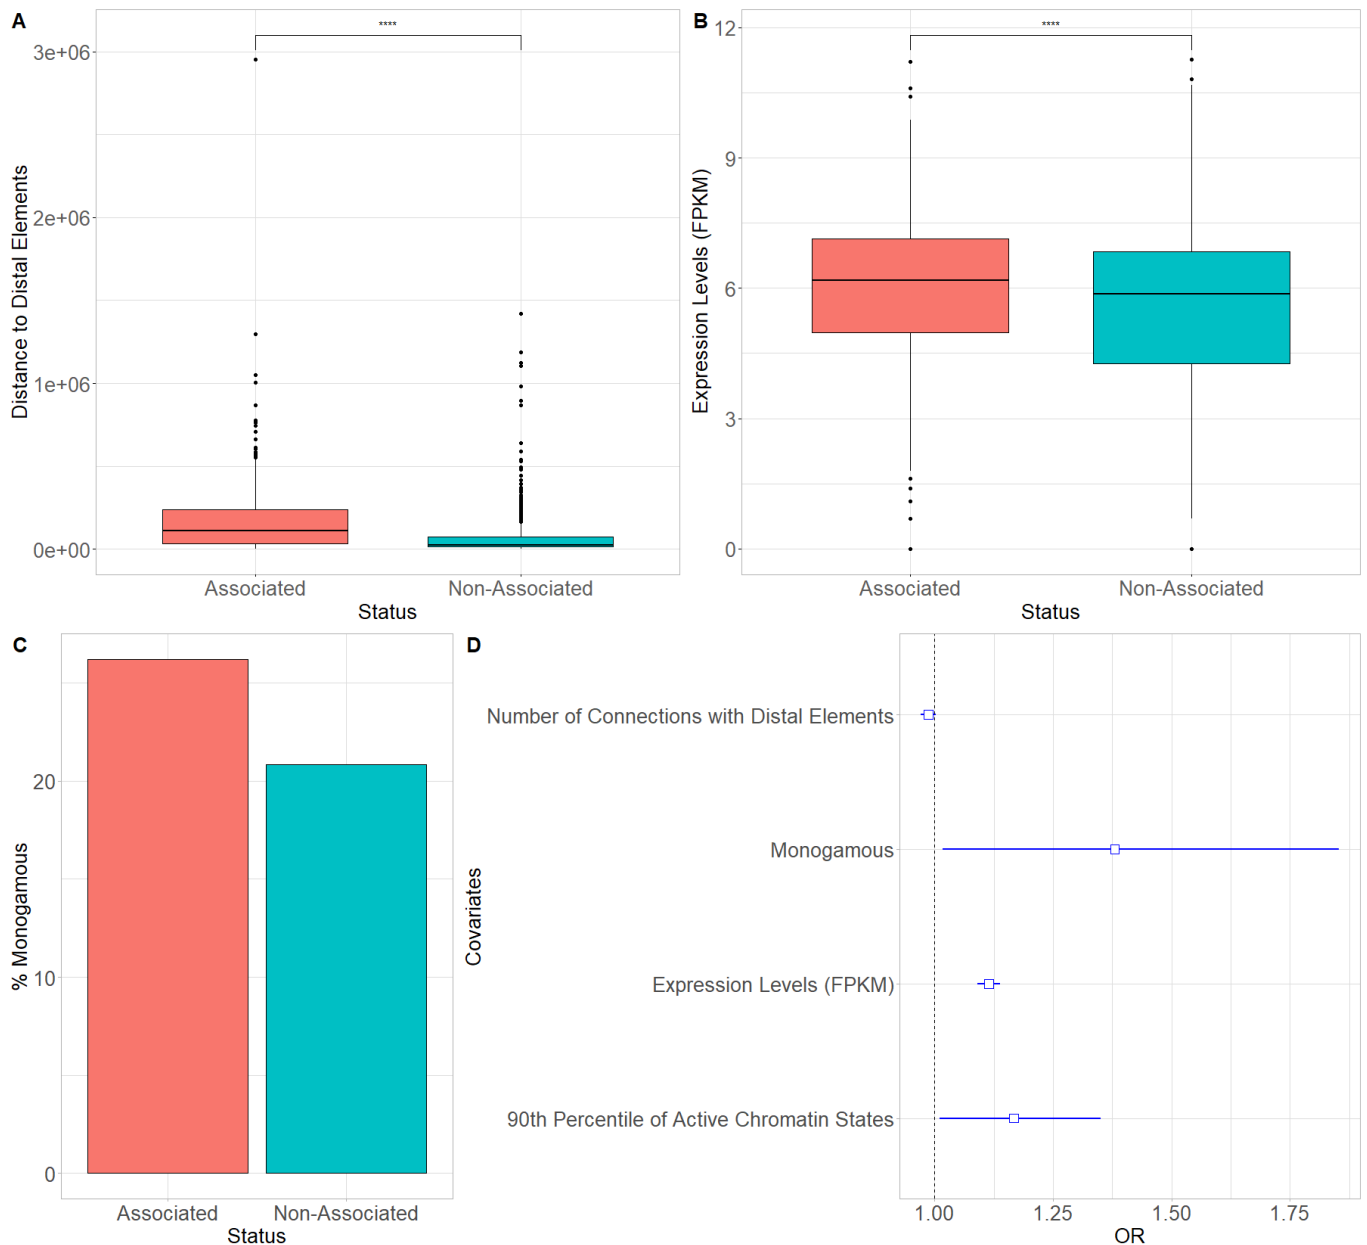 A
****
Distance to Distal Elements
3e+06
2e+06
1e+06
0e+00
Associated
Non-Associated
Status
B
****
Expression Levels (FPKM)
12
9
6
3
0
Associated
Non-Associated
Status
C
% Monogamous
20
10
0
Associated
Non-Associated
Status
D
Covariates
Number of Connections with Distal Elements
Monogamous
Expression Levels (FPKM)
90th Percentile of Active Chromatin States
1.00
1.25
1.50
1.75
OR